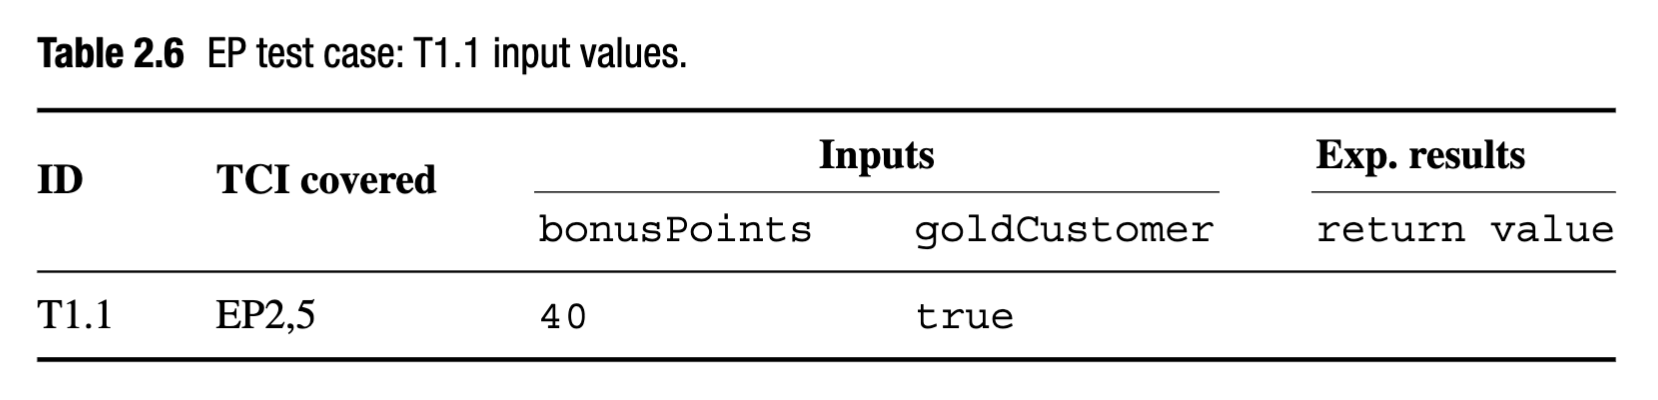 Table 2.6 EP test case: T1.1 input values.
ID TCI covered Inputs Exp. results
bonusPoints goldCustomer return value
T1.1 EP2,5 40 true